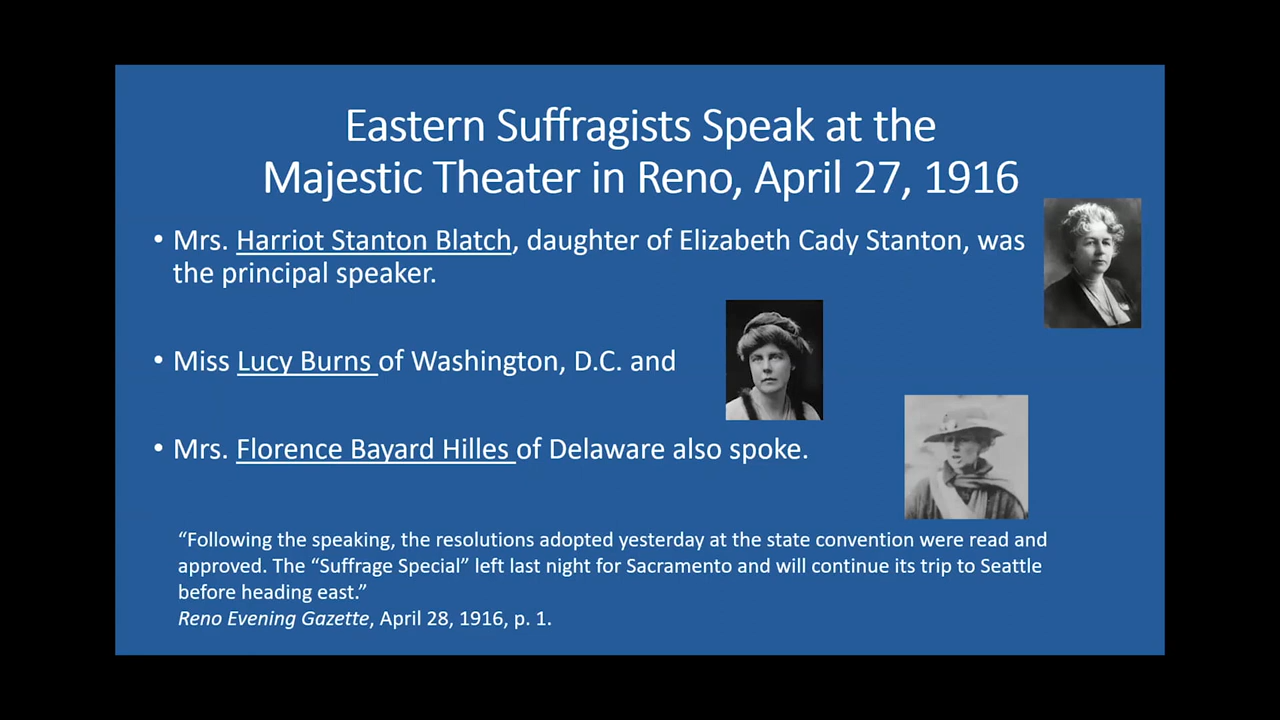 Eastern Suffragists Speak at the
Majestic Theater in Reno, April 27, 1916
• Mrs. Harriot Stanton Blatch, daughter of Elizabeth Cady Stanton, was
the principal speaker.
• Miss Lucy Burns of Washington, D.C. and
• Mrs. Florence Bayard Hilles of Delaware also spoke.
“Following the speaking, the resolutions adopted yesterday at the state convention were read and
approved. The “Suffrage Special” left last night for Sacramento and will continue its trip to Seattle
before heading east.”
Reno Evening Gazette, April 28, 1916, p. 1.